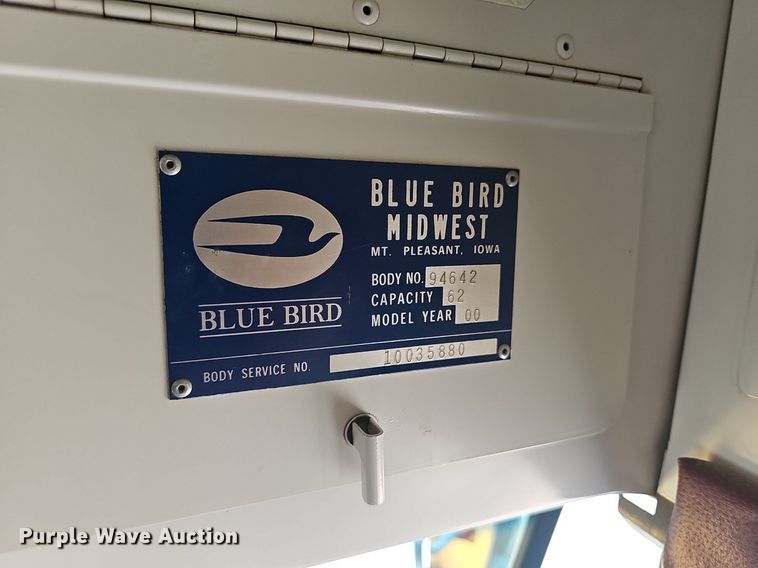 BLUE BIRD
MIDWEST
MT. PLEASANT, IOWA
BODY NO. 94642
CAPACITY 62
MODEL YEAR 00
BLUE BIRD
BODY SERVICE NO. 10035880
Purple Wave Auction